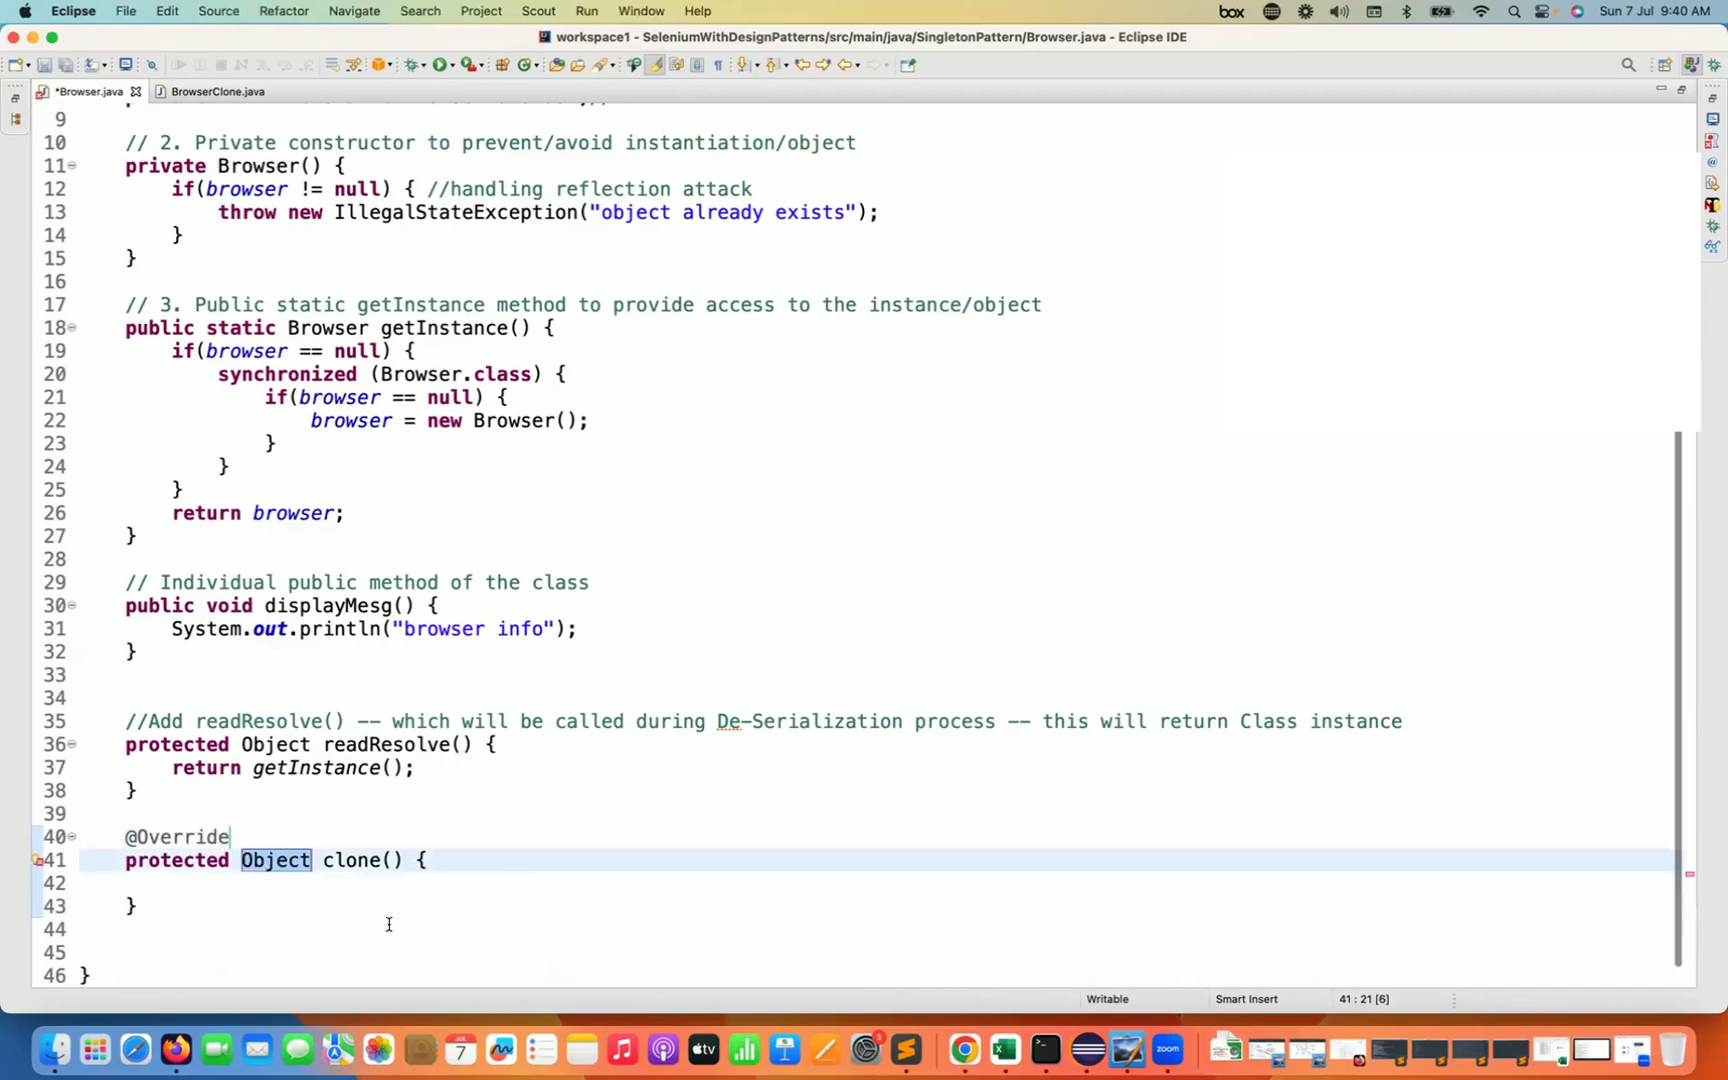 Eclipse File Edit Source Refactor Navigate Search Project Scout Run Window Help box Sun 7 Jul 9:40 AM
workspace1 - SeleniumWithDesignPatterns/src/main/java/SingletonPattern/Browser.java - Eclipse IDE
*Browser.java BrowserClone.java
9
10 // 2. Private constructor to prevent/avoid instantiation/object
11 private Browser() {
12 if(browser != null) { //handling reflection attack
13 throw new IllegalStateException("object already exists");
14 }
15 }
16
17 // 3. Public static getInstance method to provide access to the instance/object
18 public static Browser getInstance() {
19 if(browser == null) {
20 synchronized (Browser.class) {
21 if(browser == null) {
22 browser = new Browser();
23 }
24 }
25 }
26 return browser;
27 }
28
29 // Individual public method of the class
30 public void displayMesg() {
31 System.out.println("browser info");
32 }
33
34
35 //Add readResolve() -- which will be called during De-Serialization process -- this will return Class instance
36 protected Object readResolve() {
37 return getInstance();
38 }
39
40 @Override
41 protected Object clone() {
42
43 }
44
45
46 }
Writable Smart Insert 41 : 21 [6]
JUL
7
tv
3
zoom